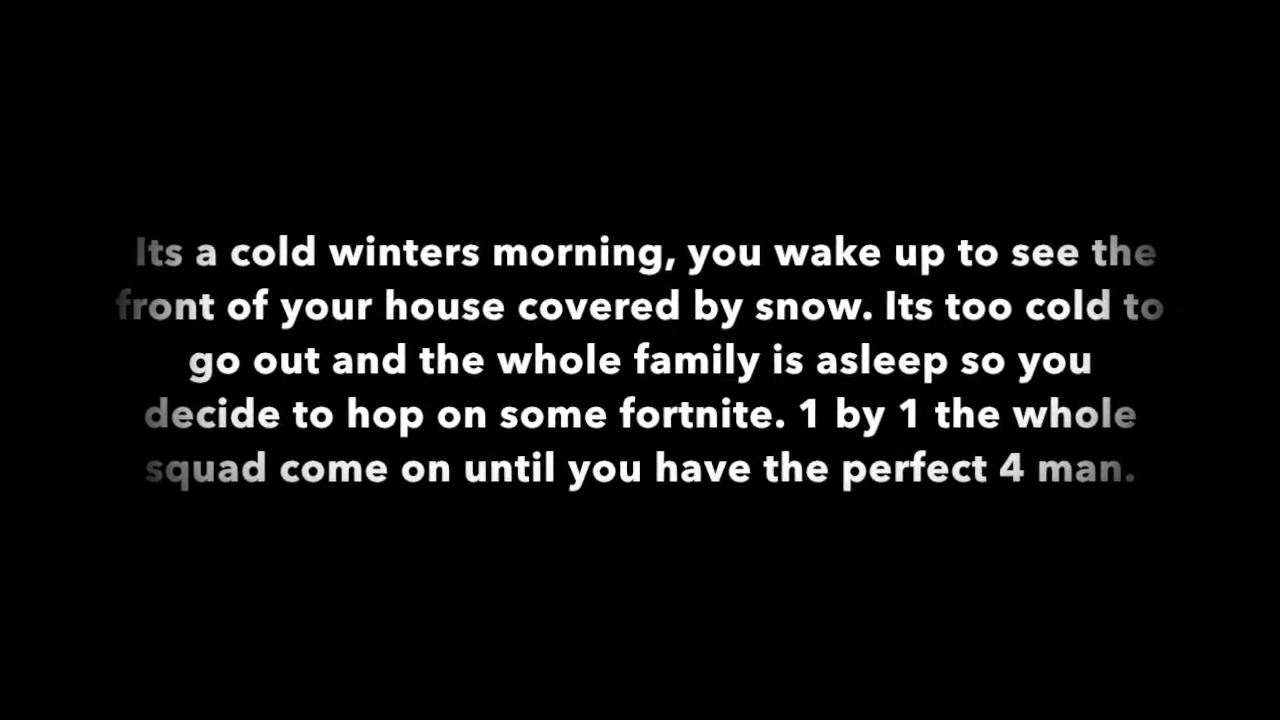 Its a cold winters morning, you wake up to see the
front of your house covered by snow. Its too cold to
go out and the whole family is asleep so you
decide to hop on some fortnite. 1 by 1 the whole
squad come on until you have the perfect 4 man.